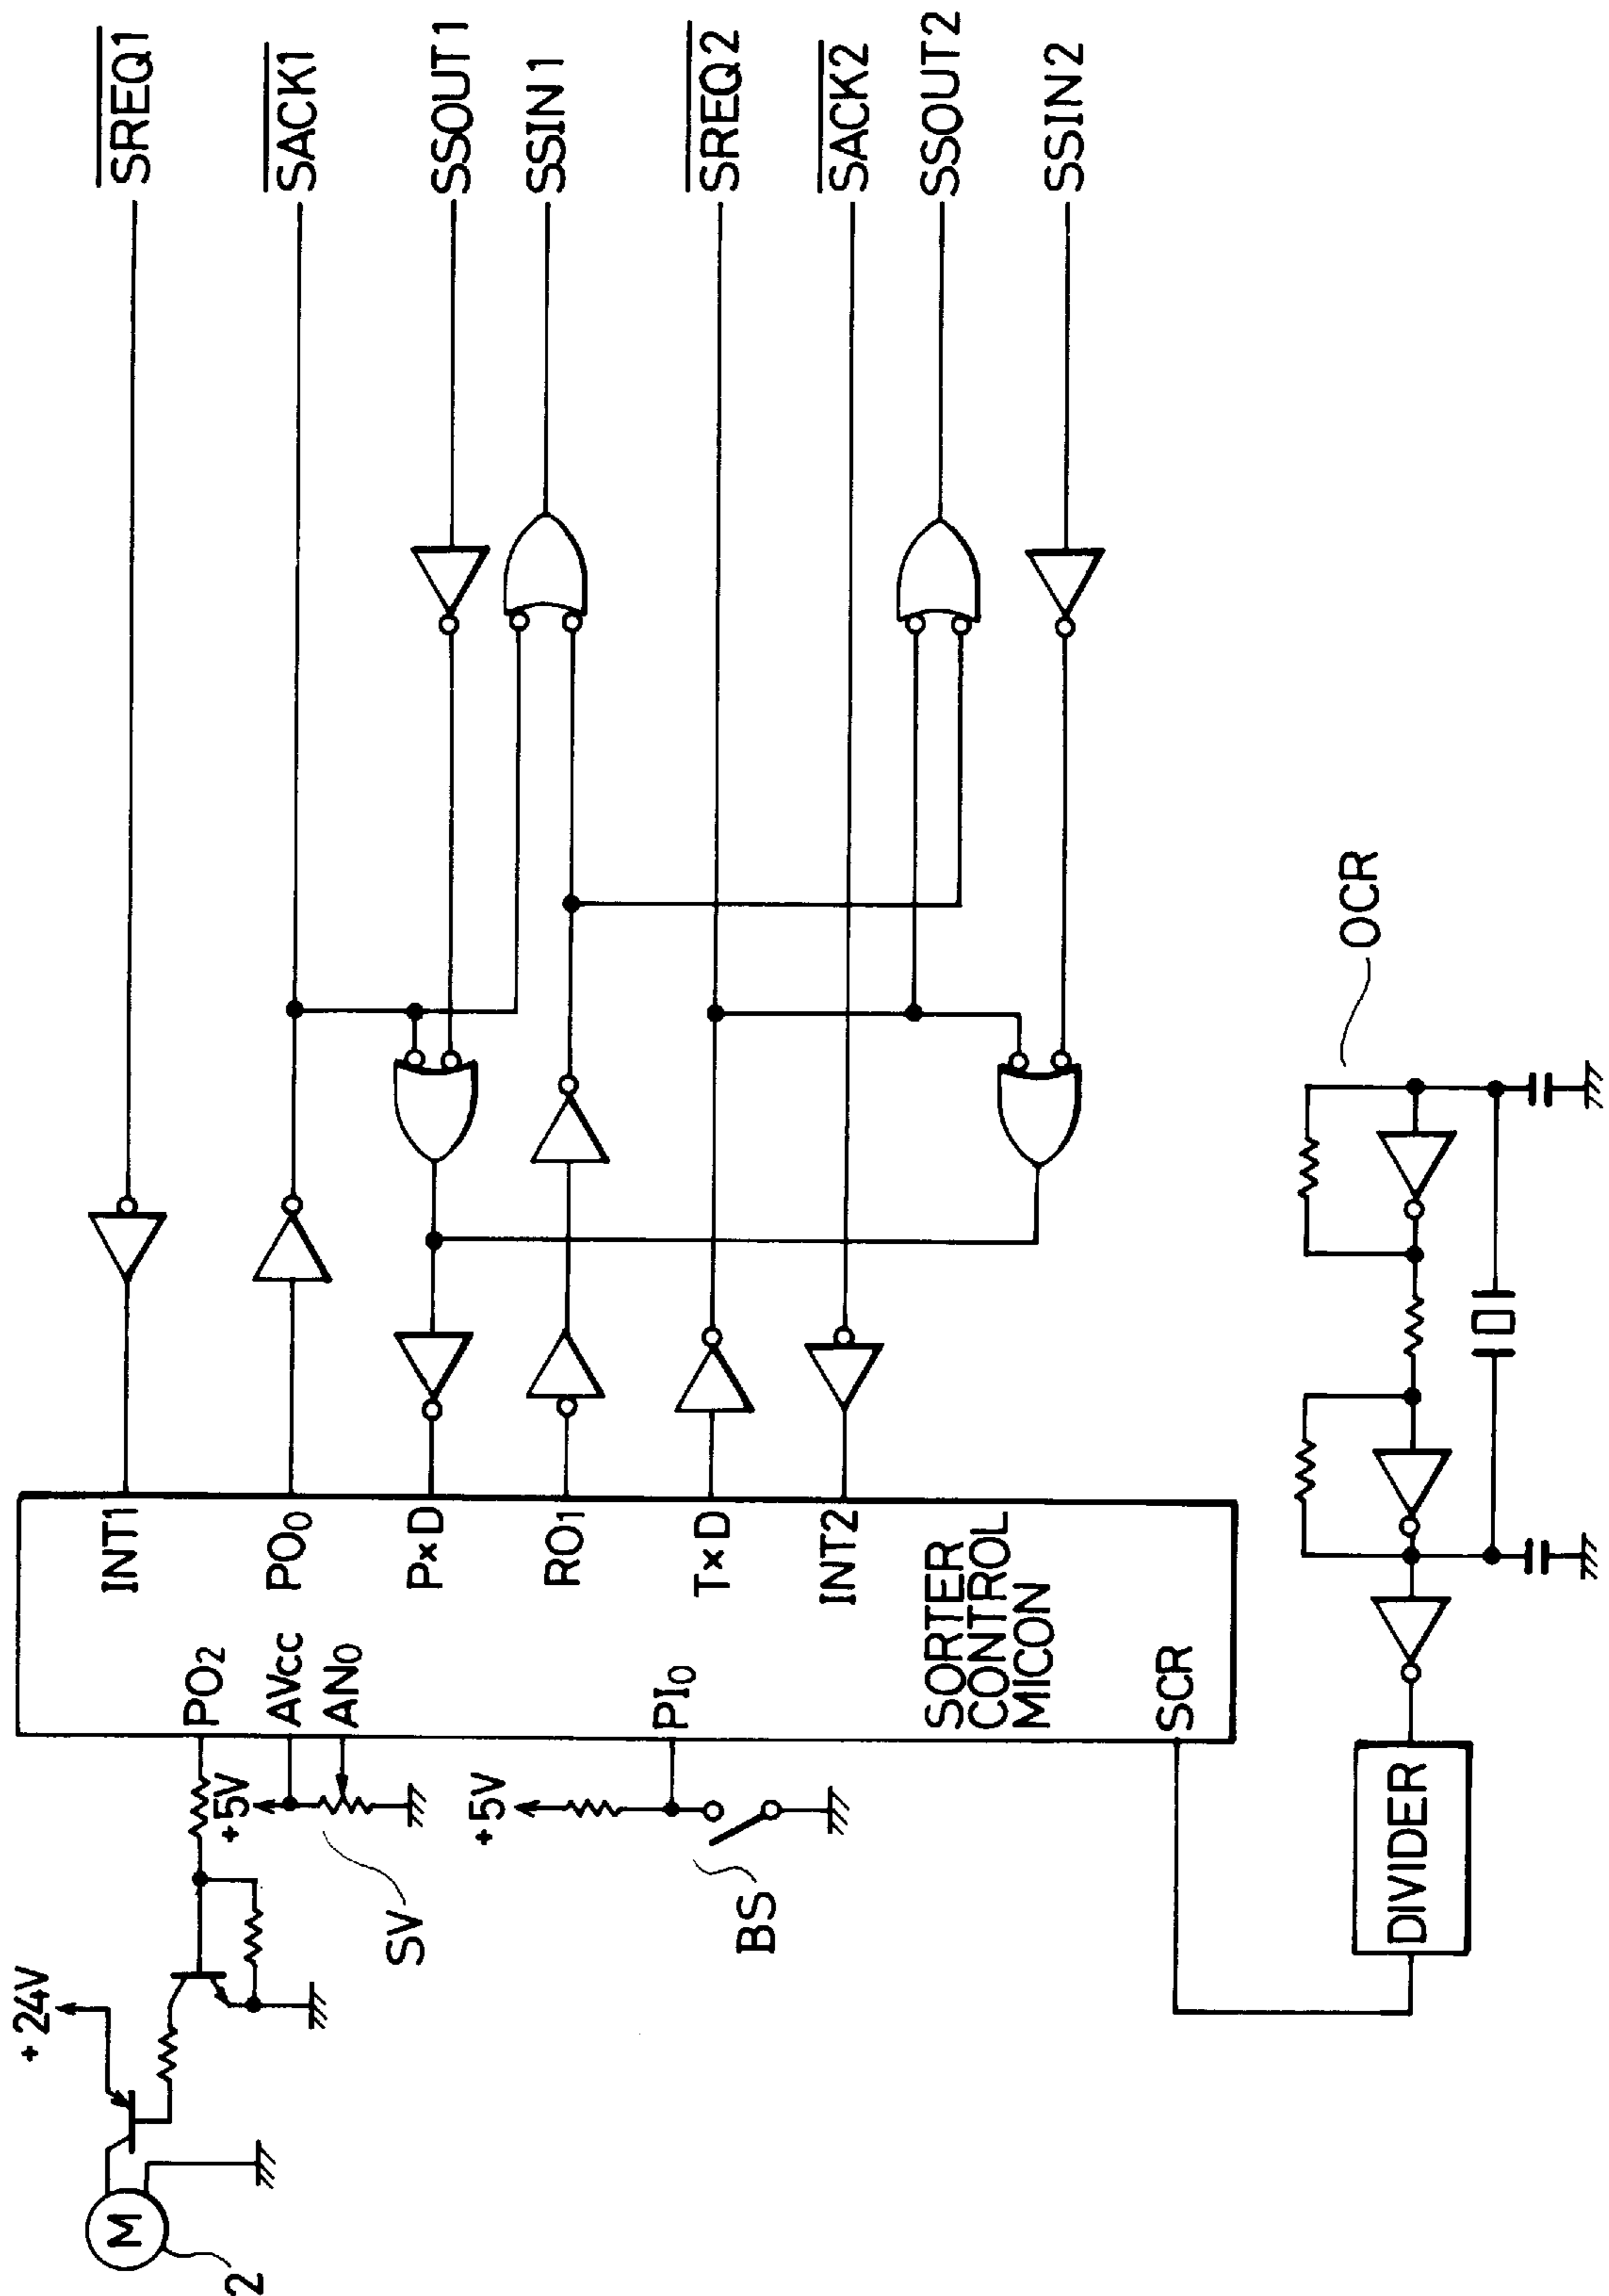 SREQ1
SACK1
SSOUT1
SSIN1
SREQ2
SACK2
SSOUT2
SSIN2
OCR
INT1
PO0
P×D
RO1
T×D
INT2
PO2
AVcc
AN0
PI0
SORTER
CONTROL
MICON
SCR
+5V
+5V
SV
BS
DIVIDER
+24V
M
2